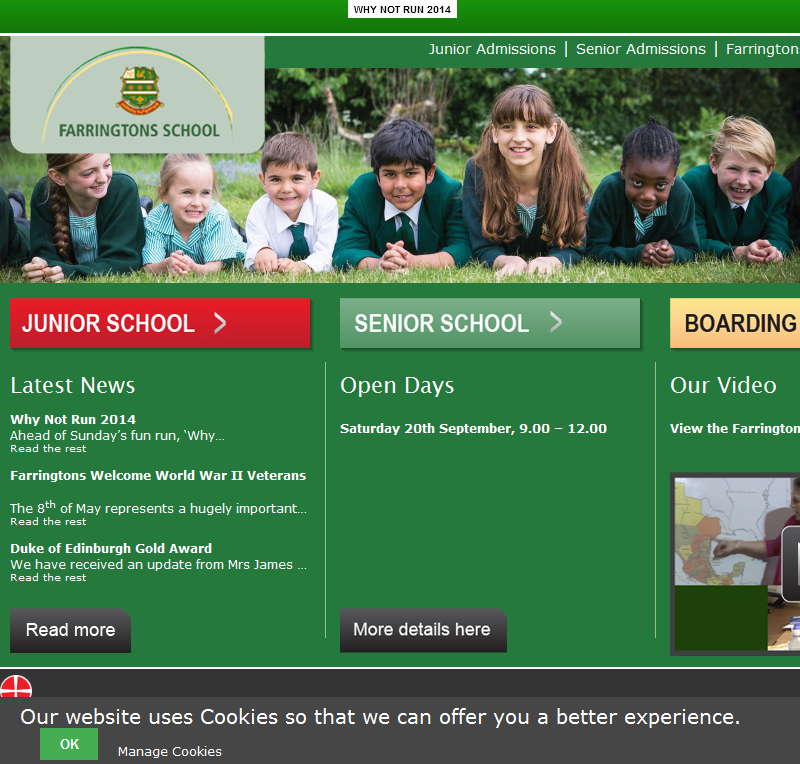 WHY NOT RUN 2014
Junior Admissions | Senior Admissions | Farrington
FARRINGTONS SCHOOL
JUNIOR SCHOOL >
SENIOR SCHOOL >
BOARDING
Latest News
Why Not Run 2014
Ahead of Sunday’s fun run, ‘Why...
Read the rest
Farringtons Welcome World War II Veterans
The 8th of May represents a hugely important...
Read the rest
Duke of Edinburgh Gold Award
We have received an update from Mrs James ...
Read the rest
Read more
Open Days
Saturday 20th September, 9.00 – 12.00
More details here
Our Video
View the Farrington
Our website uses Cookies so that we can offer you a better experience.
OK
Manage Cookies